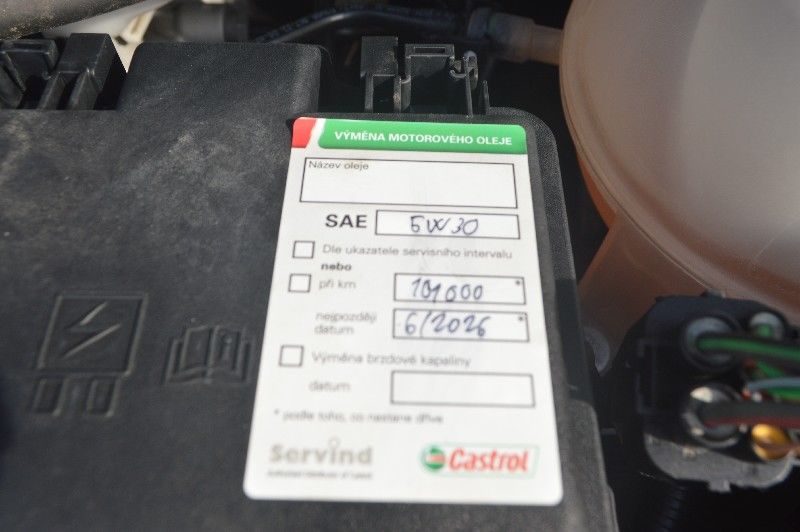 VÝMĚNA MOTOROVÉHO OLEJE
Název oleje
SAE 5W30
Dle ukazatele servisního intervalu
nebo
při km 101000 *
nejpozději
datum 6/2026 *
Výměna brzdové kapaliny
datum
* podle toho, co nastane dříve
Servind
Castrol